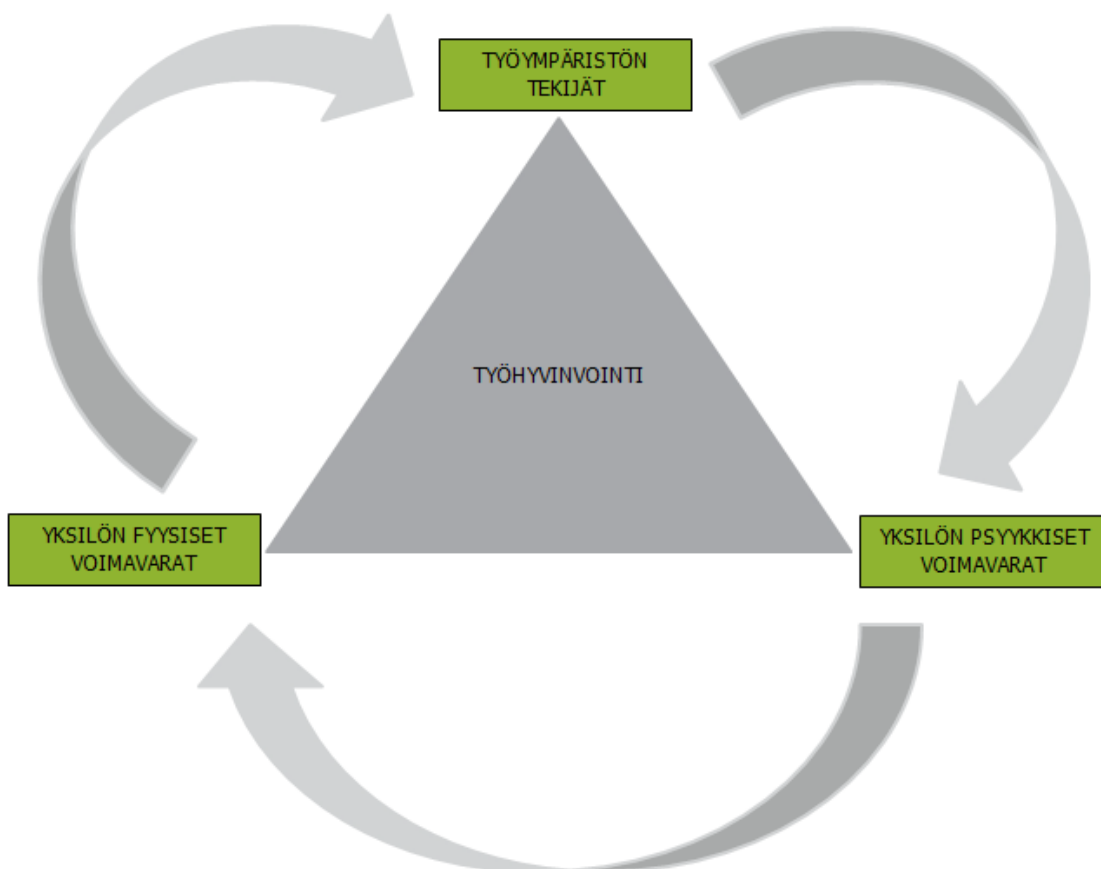 TYÖYMPÄRISTÖN
TEKIJÄT
TYÖHYVINVOINTI
YKSILÖN FYYSISET
VOIMAVARAT
YKSILÖN PSYYKKISET
VOIMAVARAT